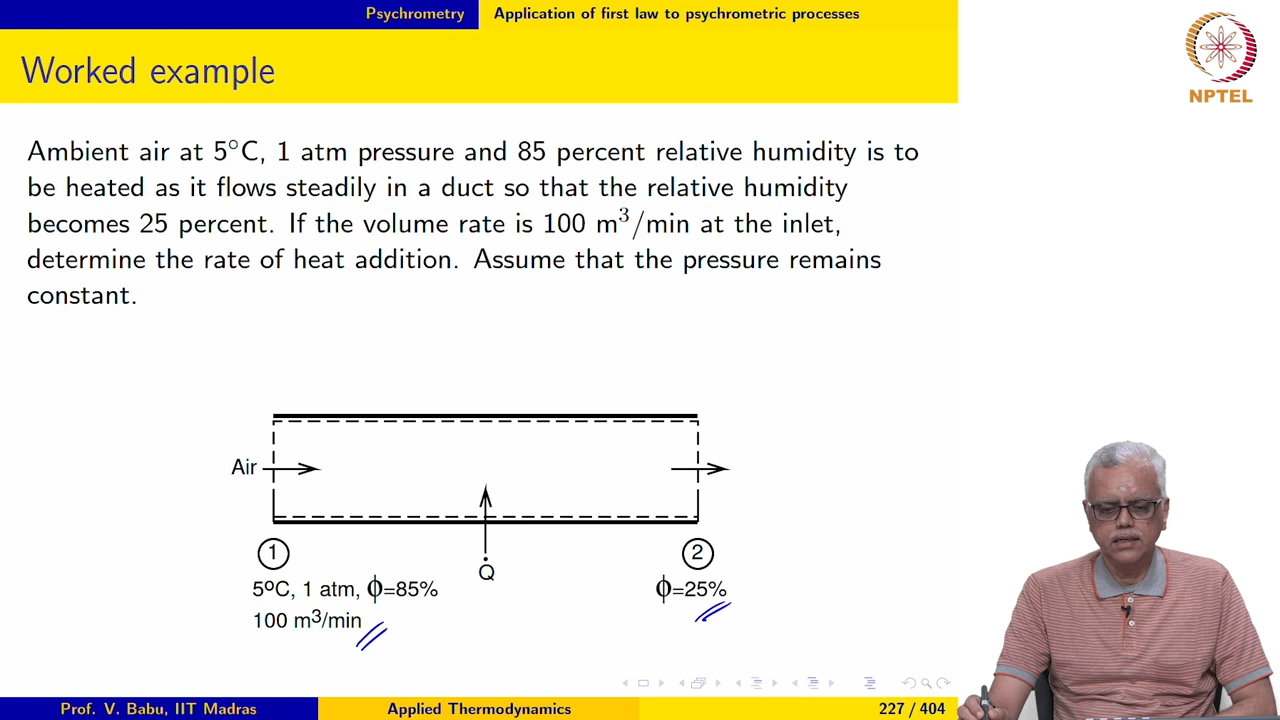 Psychrometry Application of first law to psychrometric processes
Worked example
NPTEL
Ambient air at 5°C, 1 atm pressure and 85 percent relative humidity is to
be heated as it flows steadily in a duct so that the relative humidity
becomes 25 percent. If the volume rate is 100 m³/min at the inlet,
determine the rate of heat addition. Assume that the pressure remains
constant.
Air
1
2
Q̇
5ºC, 1 atm, ϕ=85%
ϕ=25%
100 m³/min
Prof. V. Babu, IIT Madras Applied Thermodynamics 227 / 404